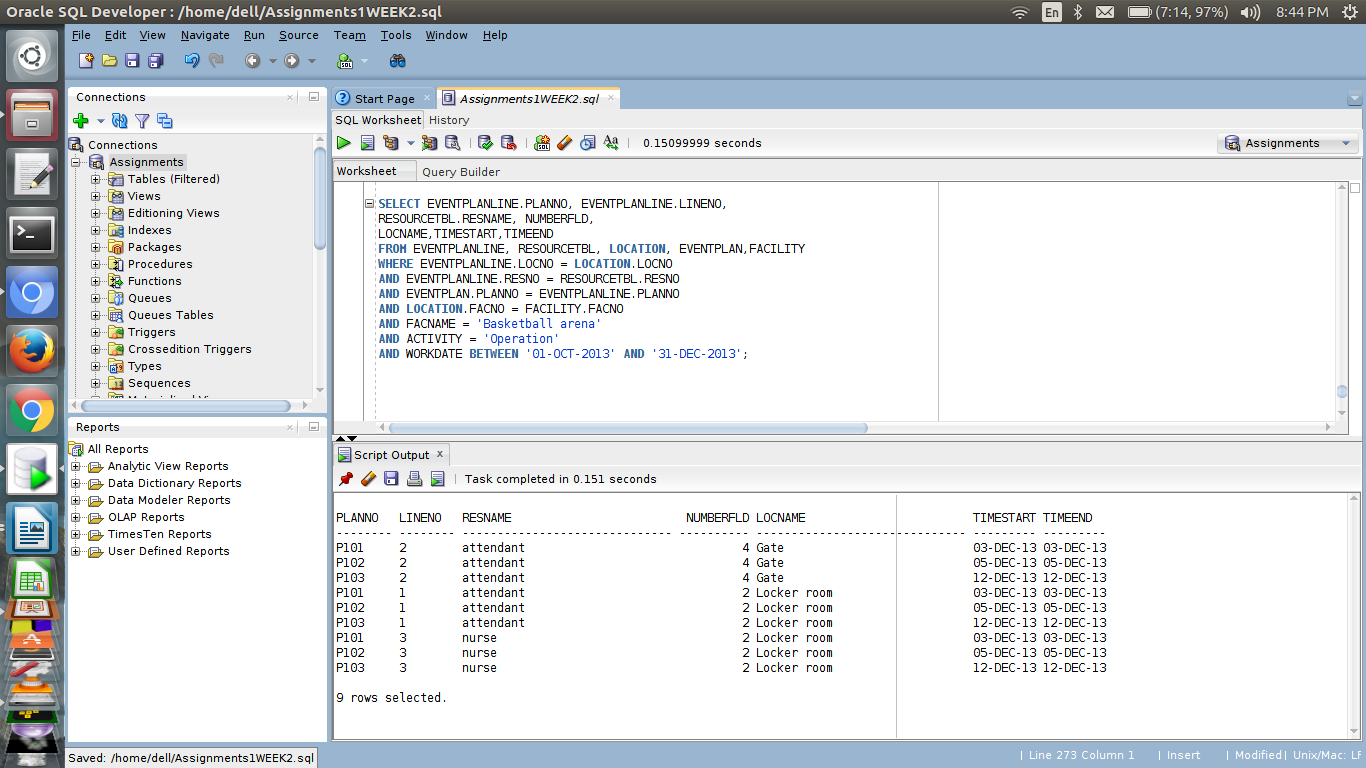 Oracle SQL Developer : /home/dell/Assignments1WEEK2.sql
En
(7:14, 97%)
8:44 PM
File Edit View Navigate Run Source Team Tools Window Help
SQL
Connections
Connections
Assignments
Tables (Filtered)
Views
Editioning Views
Indexes
Packages
Procedures
Functions
Queues
Queues Tables
Triggers
Crossedition Triggers
Types
Sequences
Reports
All Reports
Analytic View Reports
Data Dictionary Reports
Data Modeler Reports
OLAP Reports
TimesTen Reports
User Defined Reports
Start Page
Assignments1WEEK2.sql
SQL Worksheet History
0.15099999 seconds
Assignments
Worksheet Query Builder
SELECT EVENTPLANLINE.PLANNO, EVENTPLANLINE.LINENO,
RESOURCETBL.RESNAME, NUMBERFLD,
LOCNAME,TIMESTART,TIMEEND
FROM EVENTPLANLINE, RESOURCETBL, LOCATION, EVENTPLAN,FACILITY
WHERE EVENTPLANLINE.LOCNO = LOCATION.LOCNO
AND EVENTPLANLINE.RESNO = RESOURCETBL.RESNO
AND EVENTPLAN.PLANNO = EVENTPLANLINE.PLANNO
AND LOCATION.FACNO = FACILITY.FACNO
AND FACNAME = 'Basketball arena'
AND ACTIVITY = 'Operation'
AND WORKDATE BETWEEN '01-OCT-2013' AND '31-DEC-2013';
Script Output
Task completed in 0.151 seconds
PLANNO LINENO RESNAME NUMBERFLD LOCNAME TIMESTART TIMEEND
-------- -------- ------------------------------ ---------- ------------------------------ --------- ---------
P101 2 attendant 4 Gate 03-DEC-13 03-DEC-13
P102 2 attendant 4 Gate 05-DEC-13 05-DEC-13
P103 2 attendant 4 Gate 12-DEC-13 12-DEC-13
P101 1 attendant 2 Locker room 03-DEC-13 03-DEC-13
P102 1 attendant 2 Locker room 05-DEC-13 05-DEC-13
P103 1 attendant 2 Locker room 12-DEC-13 12-DEC-13
P101 3 nurse 2 Locker room 03-DEC-13 03-DEC-13
P102 3 nurse 2 Locker room 05-DEC-13 05-DEC-13
P103 3 nurse 2 Locker room 12-DEC-13 12-DEC-13
9 rows selected.
Saved: /home/dell/Assignments1WEEK2.sql
Line 273 Column 1 | Insert | Modified | Unix/Mac: LF